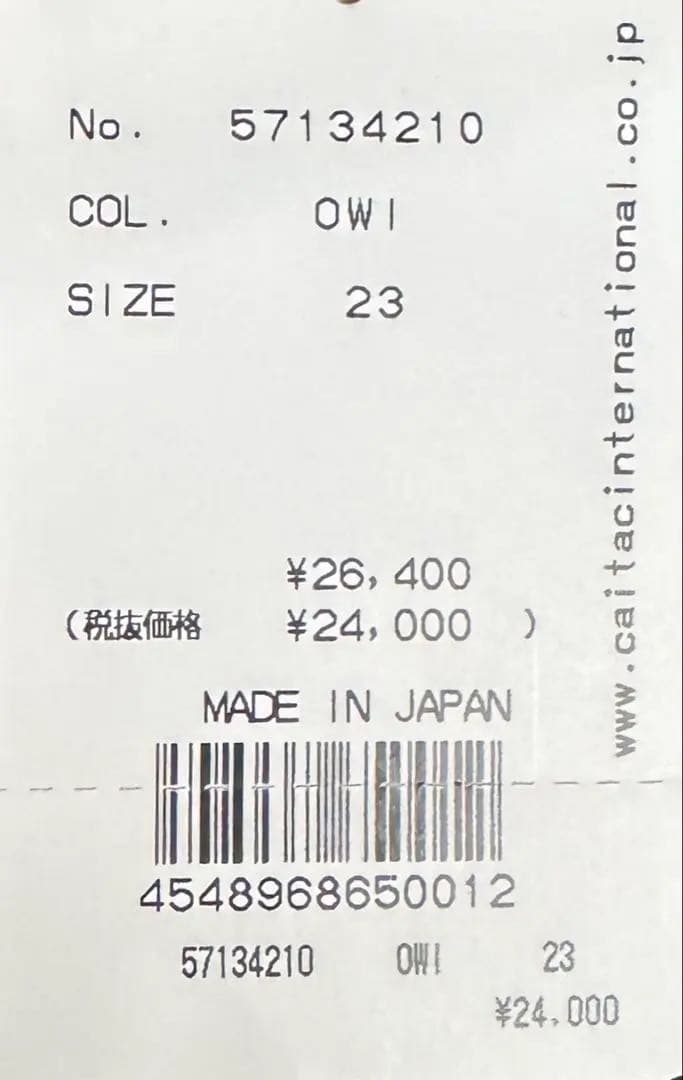 No. 57134210
COL. OWI
SIZE 23
¥26,400
(税抜価格 ¥24,000 )
MADE IN JAPAN
4548968650012
57134210 OWI 23
¥24,000
www.caitacinternational.co.jp